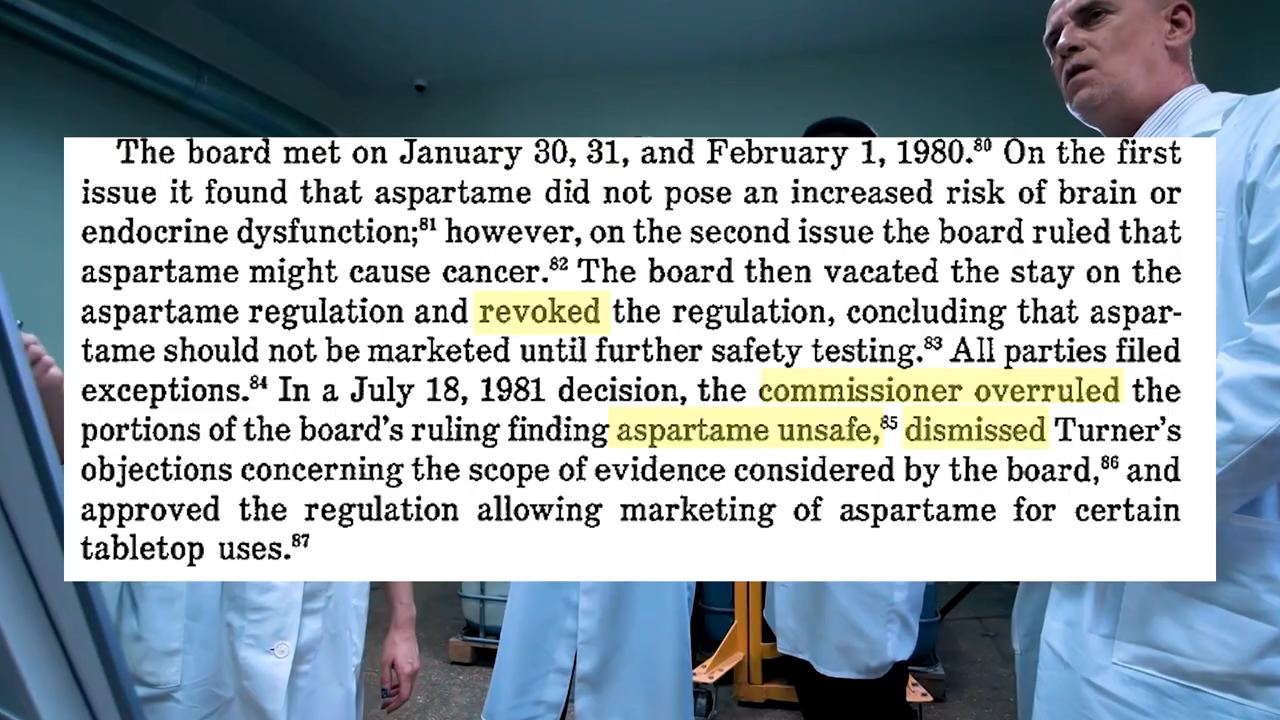 The board met on January 30, 31, and February 1, 1980.⁸⁰ On the first
issue it found that aspartame did not pose an increased risk of brain or
endocrine dysfunction;⁸¹ however, on the second issue the board ruled that
aspartame might cause cancer.⁸² The board then vacated the stay on the
aspartame regulation and revoked the regulation, concluding that aspar-
tame should not be marketed until further safety testing.⁸³ All parties filed
exceptions.⁸⁴ In a July 18, 1981 decision, the commissioner overruled the
portions of the board's ruling finding aspartame unsafe,⁸⁵ dismissed Turner's
objections concerning the scope of evidence considered by the board,⁸⁶ and
approved the regulation allowing marketing of aspartame for certain
tabletop uses.⁸⁷